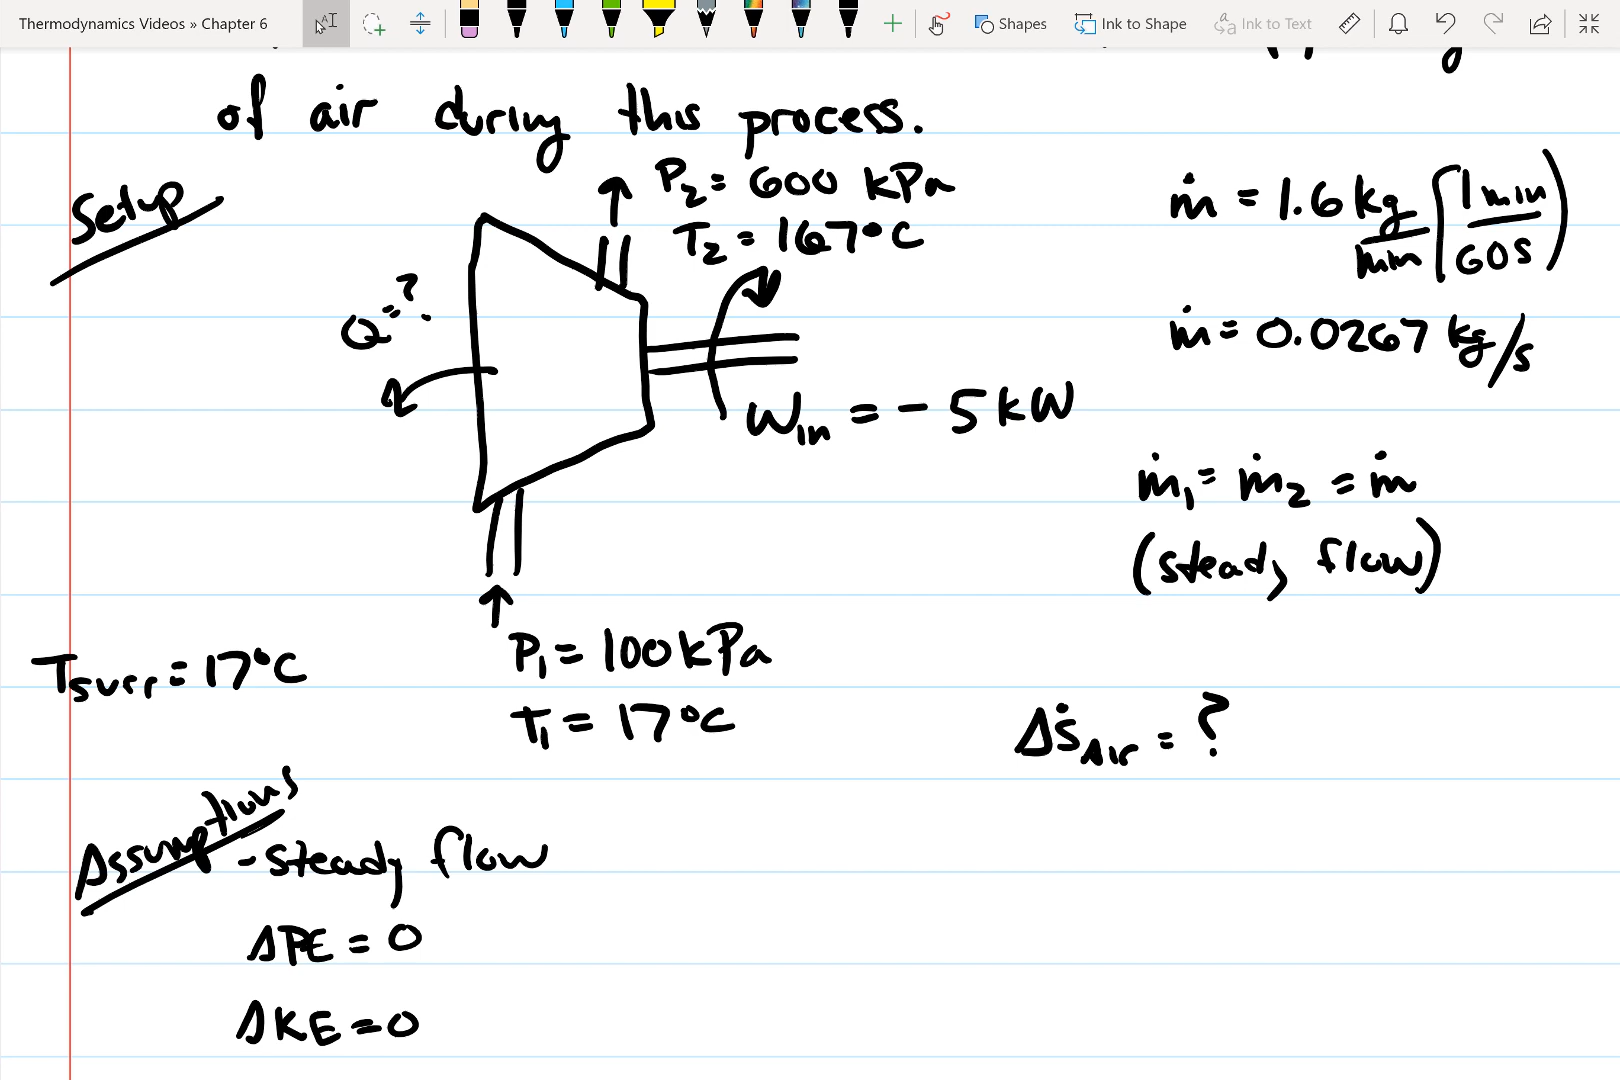 Thermodynamics Videos » Chapter 6
Shapes
Ink to Shape
Ink to Text
of air during this process.
Setup
P₂ = 600 kPa
T₂ = 167°C
ṁ = 1.6 kg/min (1 min/60 s)
Q = ?
ṁ = 0.0267 kg/s
Win = - 5 kW
ṁ₁ = ṁ₂ = ṁ
(steady flow)
P₁ = 100 kPa
Tsurr = 17°C
T₁ = 17°C
ΔṠAir = ?
Assumptions
- Steady flow
ΔPE = 0
ΔKE = 0